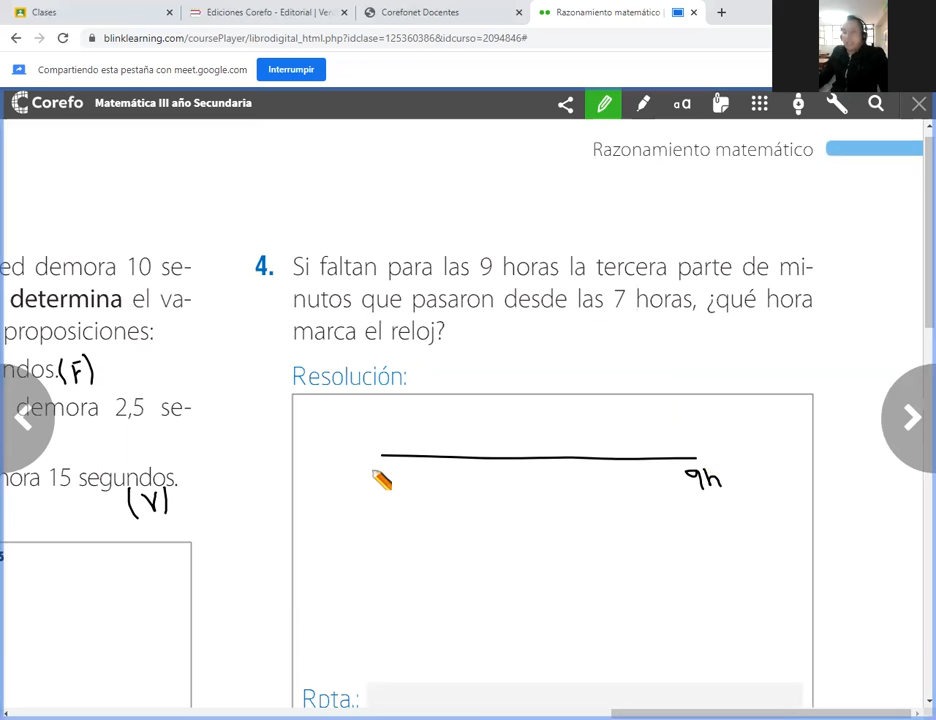 Clases
Ediciones Corefo - Editorial | Ven
Corefonet Docentes
Razonamiento matemático
blinklearning.com/coursePlayer/librodigital_html.php?idclase=125360386&idcurso=2094846#
Compartiendo esta pestaña con meet.google.com
Interrumpir
Corefo
Matemática III año Secundaria
aa
Razonamiento matemático
ed demora 10 se-
determina el va-
proposiciones:
ndos. (F)
demora 2,5 se-
nora 15 segundos.
(V)
4. Si faltan para las 9 horas la tercera parte de mi-
nutos que pasaron desde las 7 horas, ¿qué hora
marca el reloj?
Resolución:
9h
Rpta.: